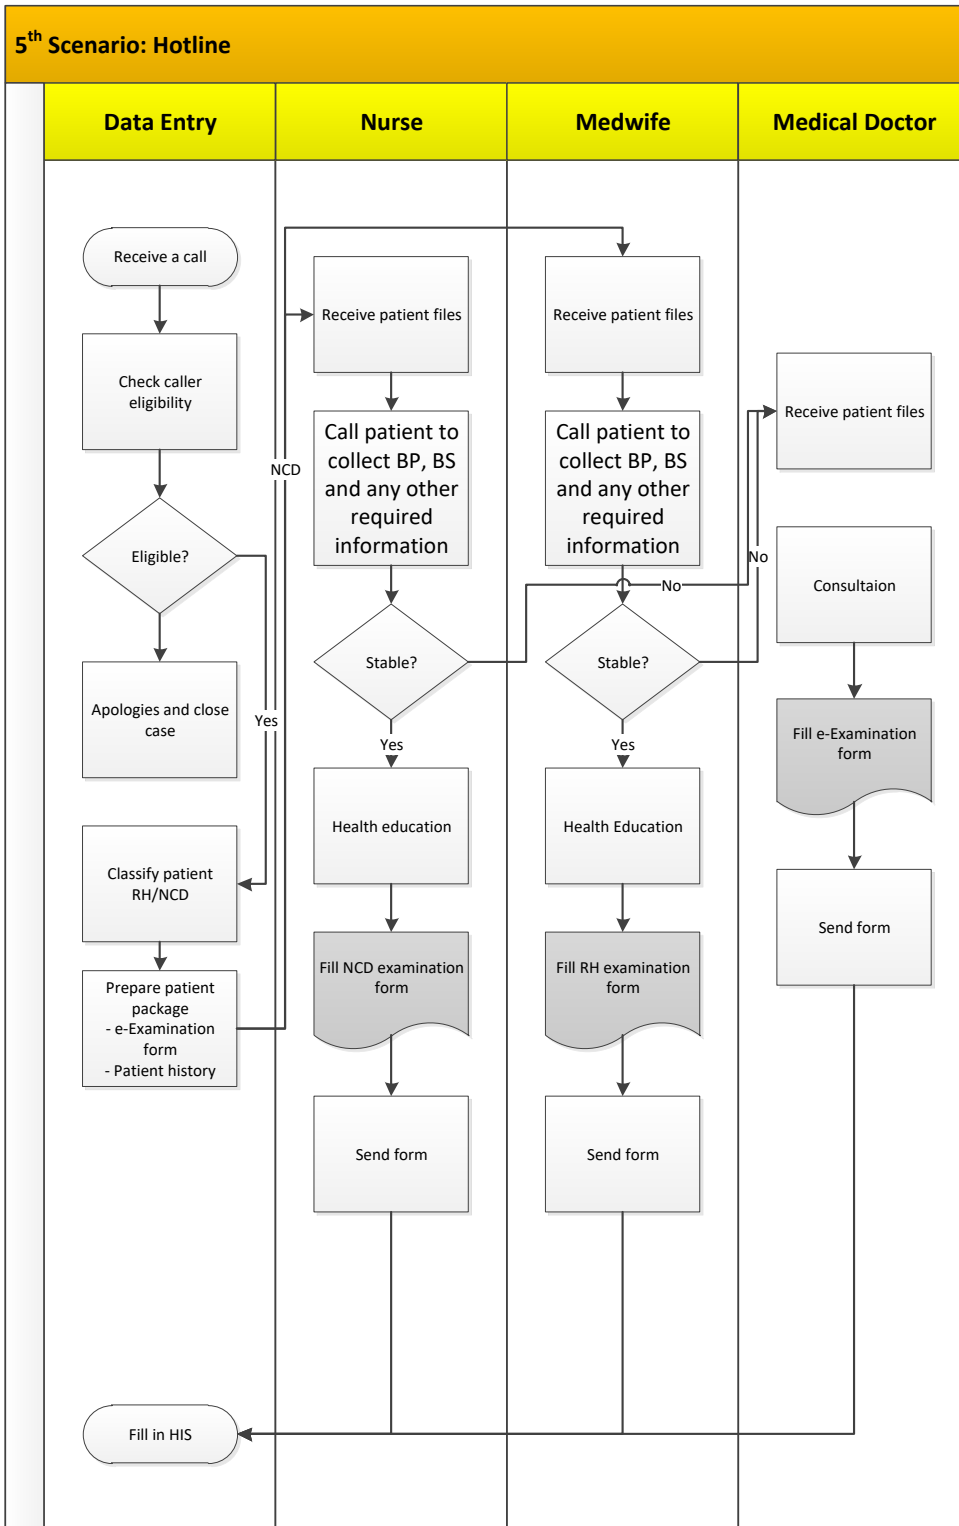 5th Scenario: Hotline
Data Entry
Nurse
Medwife
Medical Doctor
Receive a call
Check caller
eligibility
Eligible?
Yes
Apologies and close
case
Classify patient
RH/NCD
Prepare patient
package
- e-Examination
form
- Patient history
NCD
Fill in HIS
Receive patient files
Call patient to
collect BP, BS
and any other
required
information
Stable?
No
Yes
Health education
Fill NCD examination
form
Send form
Receive patient files
Call patient to
collect BP, BS
and any other
required
information
Stable?
No
Yes
Health Education
Fill RH examination
form
Send form
Receive patient files
Consultaion
Fill e-Examination
form
Send form